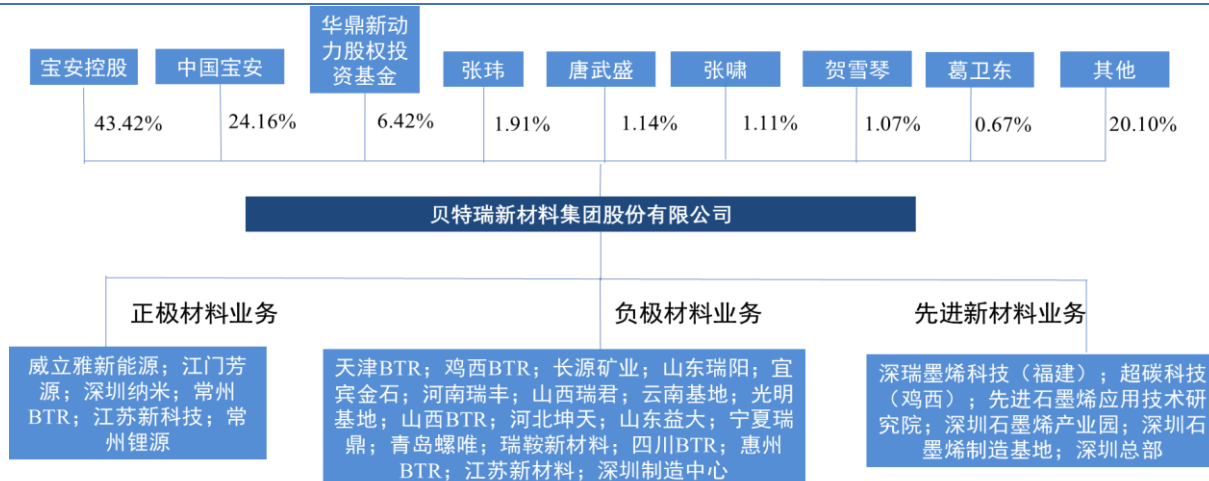 华鼎新动
力股权投
资基金
宝安控股
中国宝安
张玮
唐武盛
张啸
贺雪琴
葛卫东
其他
43.42%
24.16%
6.42%
1.91%
1.14%
1.11%
1.07%
0.67%
20.10%
贝特瑞新材料集团股份有限公司
正极材料业务
负极材料业务
先进新材料业务
威立雅新能源；江门芳
源；深圳纳米；常州
BTR；江苏新科技；常
州锂源
天津BTR；鸡西BTR；长源矿业；山东瑞阳；宜
宾金石；河南瑞丰；山西瑞君；云南基地；光明
基地；山西BTR；河北坤天；山东益大；宁夏瑞
鼎；青岛螺唯；瑞鞍新材料；四川BTR；惠州
BTR；江苏新材料；深圳制造中心
深瑞墨烯科技（福建）；超碳科技
（鸡西）；先进石墨烯应用技术研
究院；深圳石墨烯产业园；深圳石
墨烯制造基地；深圳总部